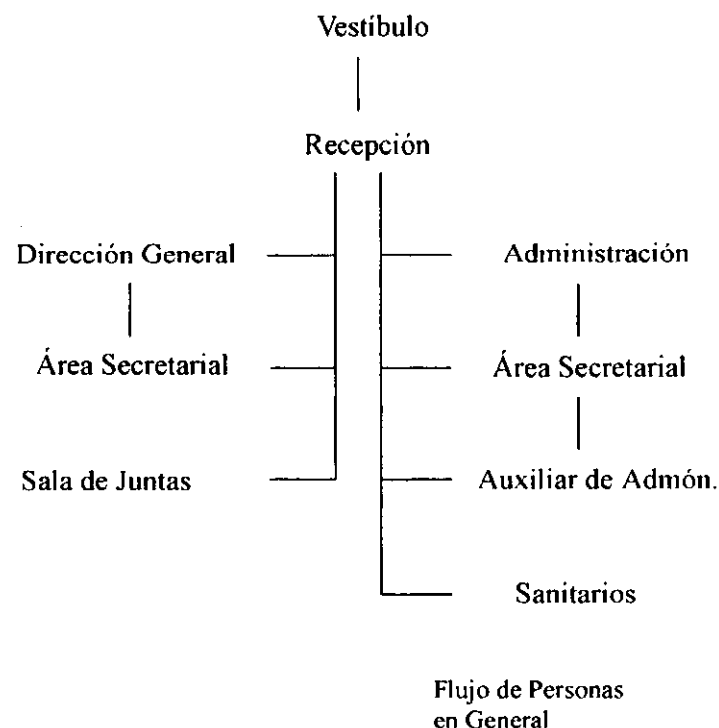 Vestíbulo
Recepción
Dirección General
Administración
Área Secretarial
Área Secretarial
Sala de Juntas
Auxiliar de Admón.
Sanitarios
Flujo de Personas
en General